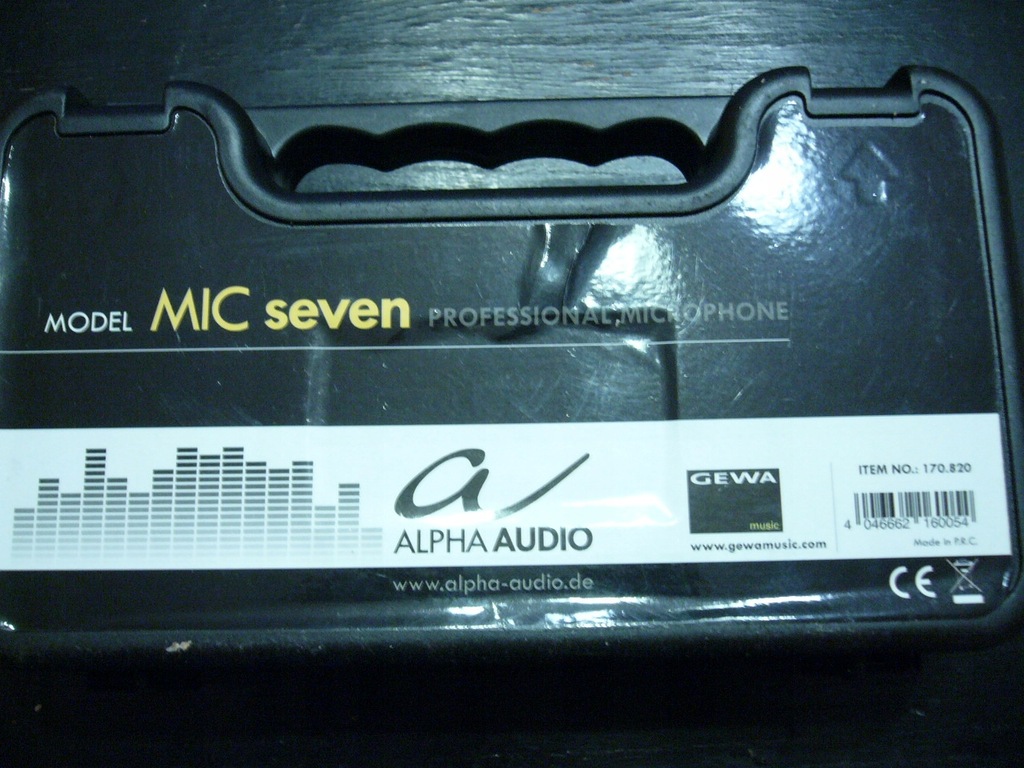 MODEL MIC seven PROFESSIONAL MICROPHONE
a
ALPHA AUDIO
www.alpha-audio.de
GEWA
music
www.gewamusic.com
ITEM NO.: 170.820
4 046662 160054
Made in P.R.C.
CE